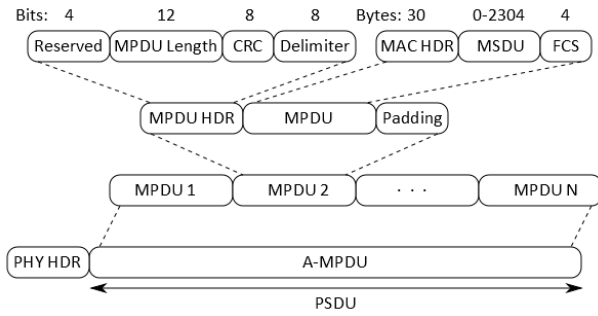 Bits: 4 12 8 8 Bytes: 30 0-2304 4
Reserved MPDU Length CRC Delimiter MAC HDR MSDU FCS
MPDU HDR MPDU Padding
MPDU 1 MPDU 2 · · · MPDU N
PHY HDR A-MPDU
PSDU